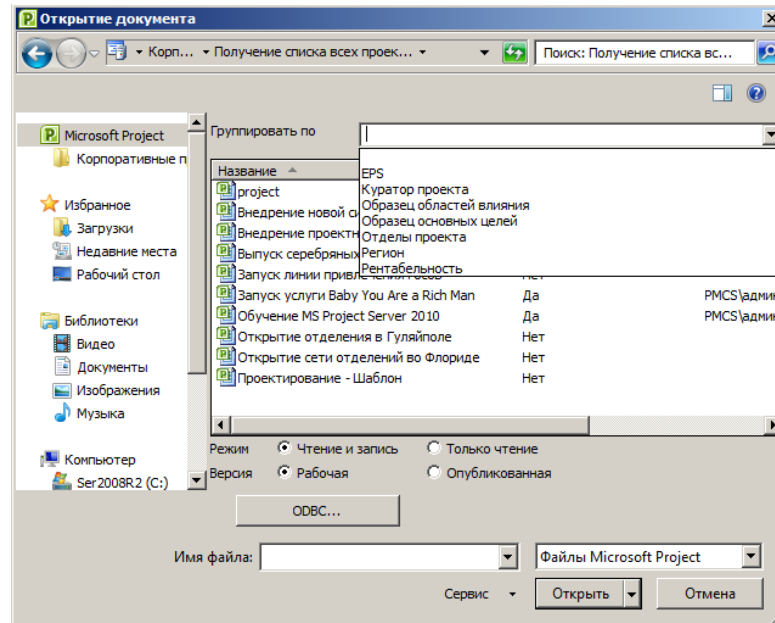 Открытие документа
Корп... Получение списка всех проек... Поиск: Получение списка вс...
Microsoft Project
Корпоративные п
Избранное
Загрузки
Недавние места
Рабочий стол
Библиотеки
Видео
Документы
Изображения
Музыка
Компьютер
Ser2008R2 (C:)
Группировать по
EPS
Куратор проекта
Образец областей влияния
Образец основных целей
Отделы проекта
Регион
Рентабельность
Название
project
Внедрение новой си
Внедрение проектн
Выпуск серебряных
Запуск линии привле
Запуск услуги Baby You Are a Rich Man Да PMCS\адми
Обучение MS Project Server 2010 Да PMCS\адми
Открытие отделения в Гуляйполе Нет
Открытие сети отделений во Флориде Нет
Проектирование - Шаблон Нет
Режим Чтение и запись Только чтение
Версия Рабочая Опубликованная
ODBC...
Имя файла: Файлы Microsoft Project
Сервис Открыть Отмена